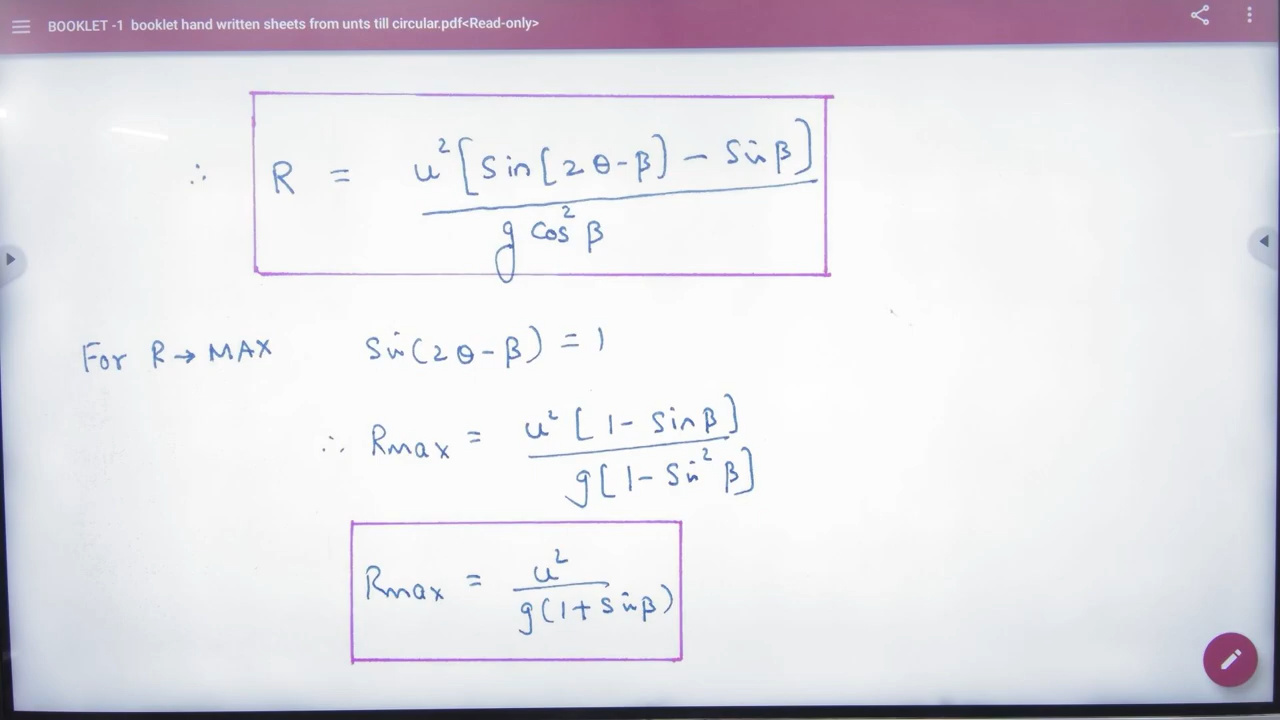 BOOKLET -1 booklet hand written sheets from unts till circular.pdf<Read-only>
∴ R = u²[Sin[2θ-β) - Sinβ] / g cos²β
For R→MAX Sin(2θ-β) = 1
∴ Rmax = u²[1- Sinβ] / g[1- Sin²β]
Rmax = u² / g(1+Sinβ)